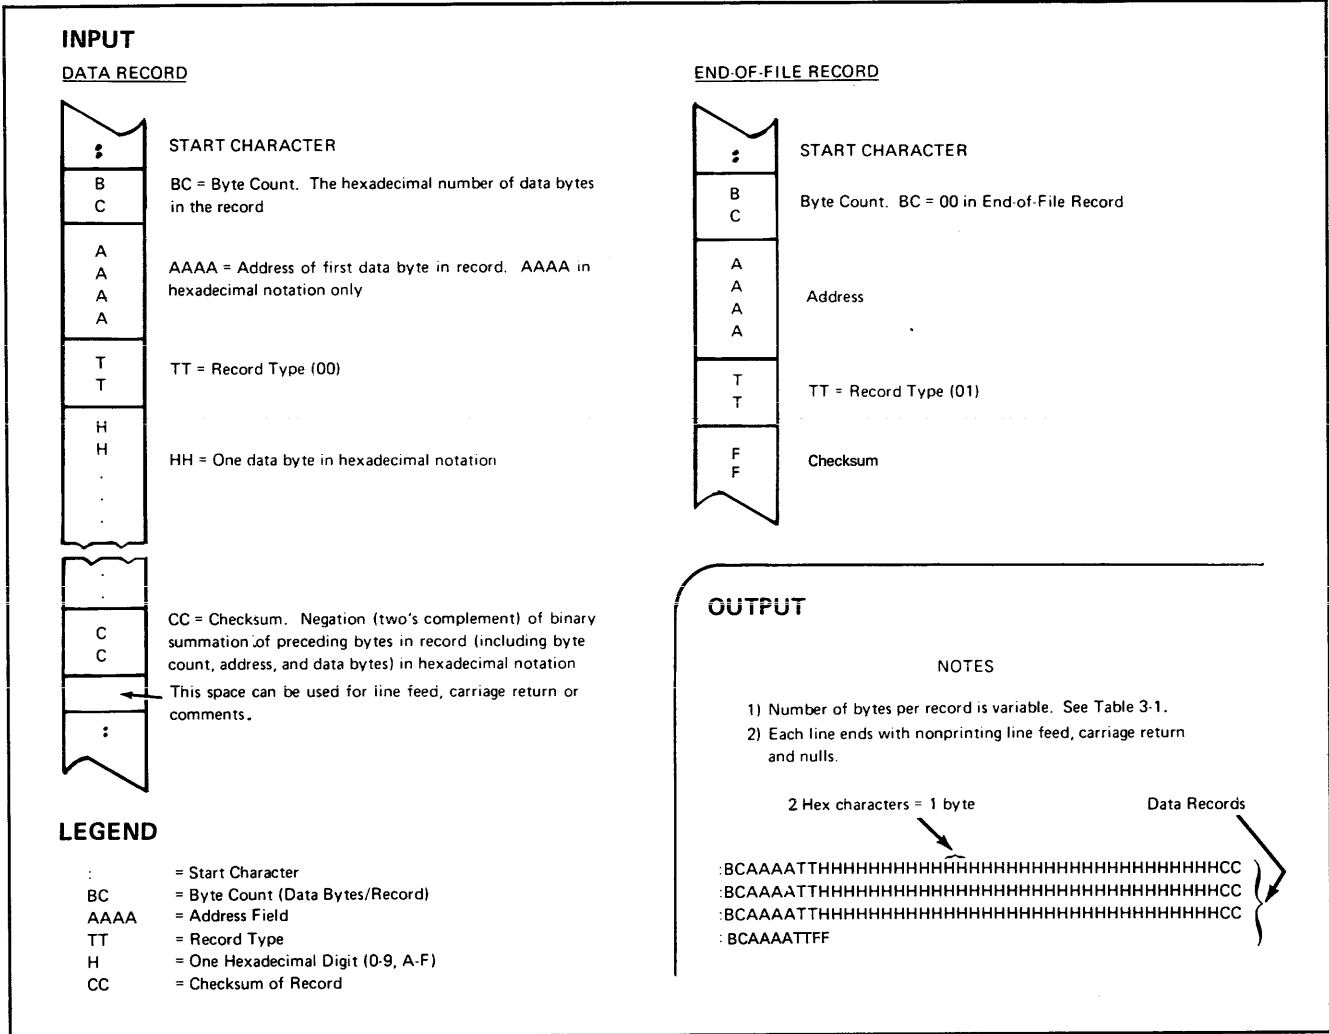 INPUT
DATA RECORD
:
START CHARACTER
B
C
BC = Byte Count. The hexadecimal number of data bytes
in the record
A
A
A
A
AAAA = Address of first data byte in record. AAAA in
hexadecimal notation only
T
T
TT = Record Type (00)
H
H
.
.
.
HH = One data byte in hexadecimal notation
.
.
C
C
CC = Checksum. Negation (two's complement) of binary
summation of preceding bytes in record (including byte
count, address, and data bytes) in hexadecimal notation
This space can be used for line feed, carriage return or
comments.
:
END-OF-FILE RECORD
:
START CHARACTER
B
C
Byte Count. BC = 00 in End-of-File Record
A
A
A
A
Address
T
T
TT = Record Type (01)
F
F
Checksum
LEGEND
: = Start Character
BC = Byte Count (Data Bytes/Record)
AAAA = Address Field
TT = Record Type
H = One Hexadecimal Digit (0-9, A-F)
CC = Checksum of Record
OUTPUT
NOTES
1) Number of bytes per record is variable. See Table 3-1.
2) Each line ends with nonprinting line feed, carriage return
and nulls.
2 Hex characters = 1 byte
Data Records
:BCAAAATTHHHHHHHHHHHHHHHHHHHHHHHHHHHHHHHHCC
:BCAAAATTHHHHHHHHHHHHHHHHHHHHHHHHHHHHHHHHCC
:BCAAAATTHHHHHHHHHHHHHHHHHHHHHHHHHHHHHHHHCC
:BCAAAATTFF